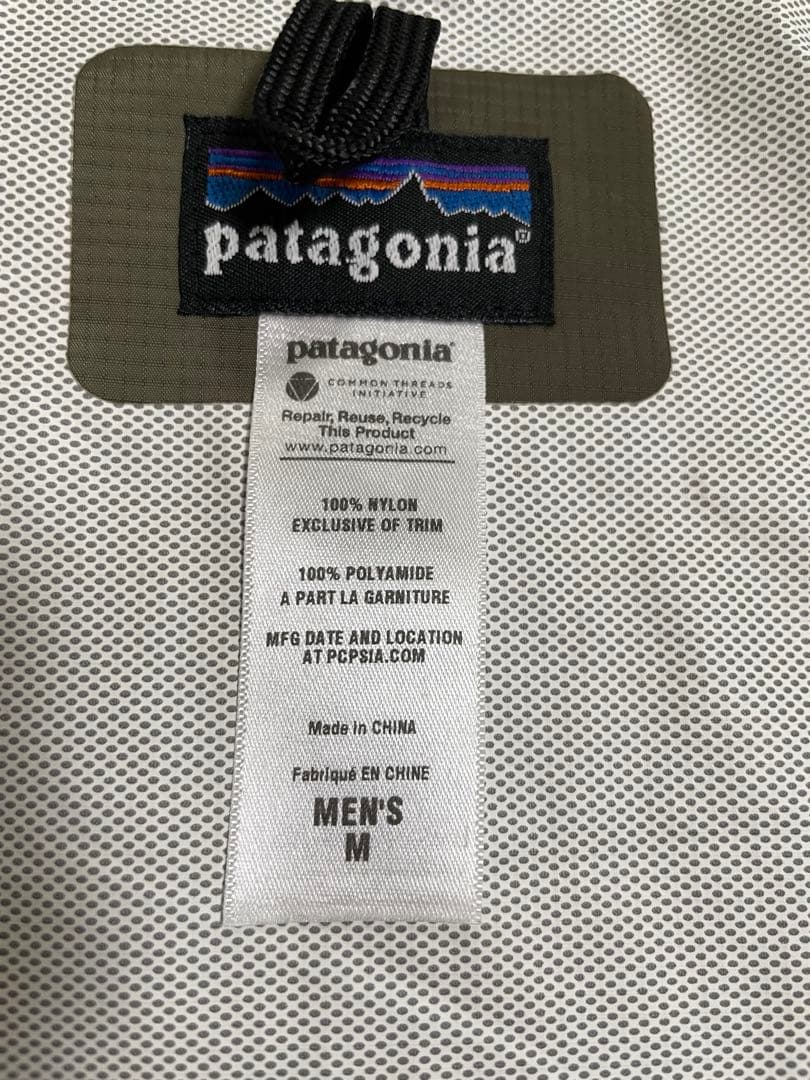 patagonia®
patagonia®
COMMON THREADS
INITIATIVE
Repair, Reuse, Recycle
This Product
www.patagonia.com
100% NYLON
EXCLUSIVE OF TRIM
100% POLYAMIDE
A PART LA GARNITURE
MFG DATE AND LOCATION
AT PCPSIA.COM
Made in CHINA
Fabriqué EN CHINE
MEN'S
M